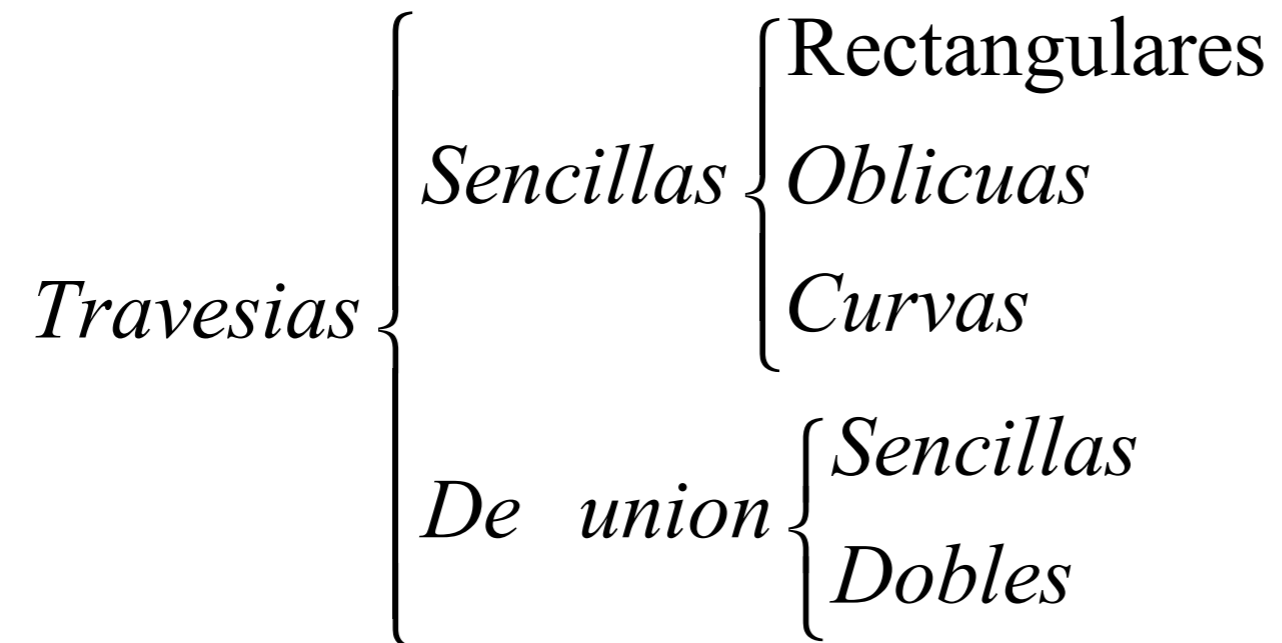 Travesias
Sencillas
Rectangulares
Oblicuas
Curvas
De union
Sencillas
Dobles